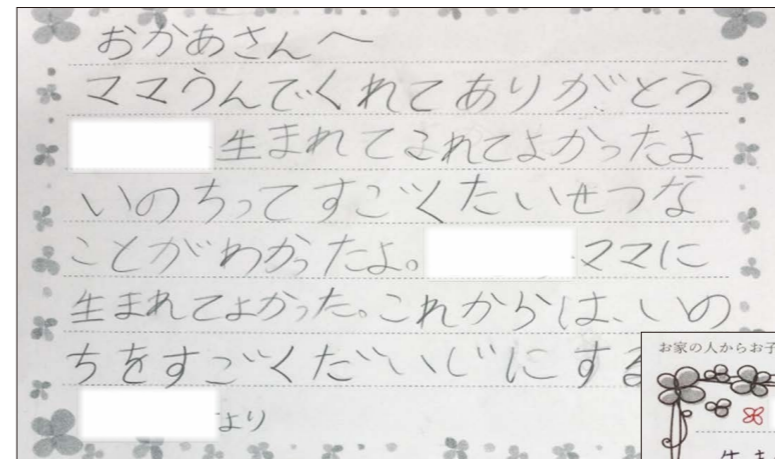 おかあさんへ
ママうんでくれてありがとう
生まれてこれてよかったよ
いのちってすごくたいせつな
ことがわかったよ。 ママに
生まれてよかった。これからは、いの
ちをすごくだいじにする
より
お家の人からお子
生ま